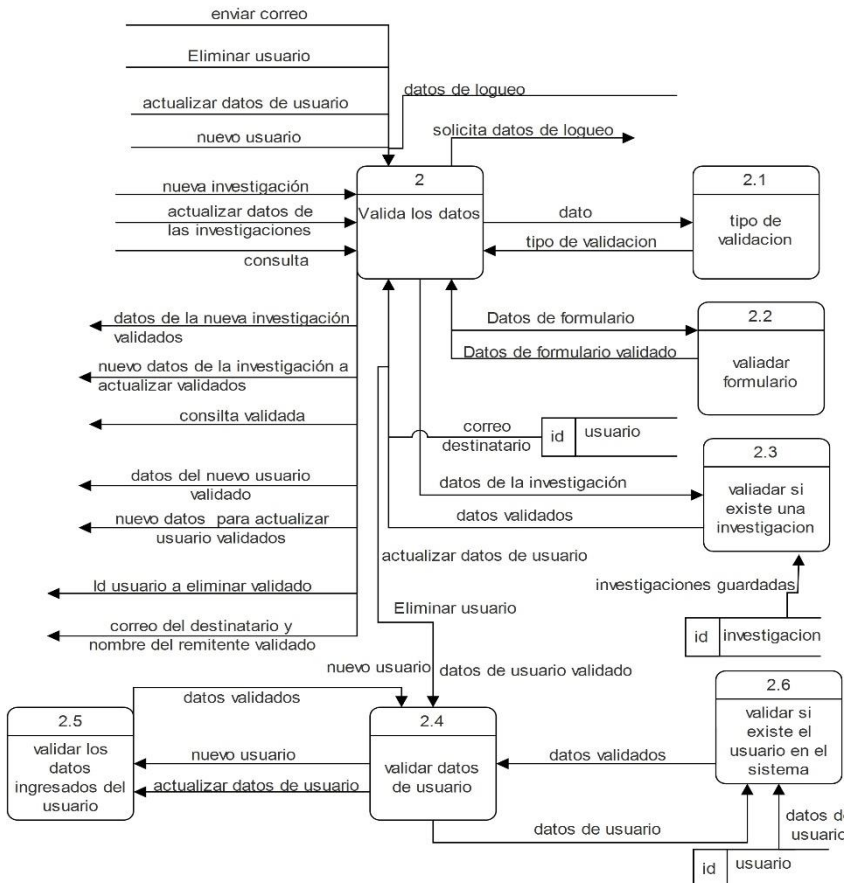 enviar correo
Eliminar usuario
datos de logueo
actualizar datos de usuario
solicita datos de logueo
nuevo usuario
2
Valida los datos
2.1
tipo de
validacion
nueva investigación
actualizar datos de
las investigaciones
consulta
dato
tipo de validacion
datos de la nueva investigación
validados
Datos de formulario
Datos de formulario validado
2.2
valiadar
formulario
nuevo datos de la investigación a
actualizar validados
consilta validada
correo
destinatario
id
usuario
2.3
valiadar si
existe una
investigacion
datos del nuevo usuario
validado
datos de la investigación
datos validados
nuevo datos para actualizar
usuario validados
actualizar datos de usuario
investigaciones guardadas
Id usuario a eliminar validado
Eliminar usuario
correo del destinatario y
nombre del remitente validado
id
investigacion
nuevo usuario
datos de usuario validado
datos validados
2.5
validar los
datos
ingresados del
usuario
nuevo usuario
actualizar datos de usuario
2.4
validar datos
de usuario
datos validados
2.6
validar si
existe el
usuario en el
sistema
datos de usuario
datos de
usuario
id
usuario